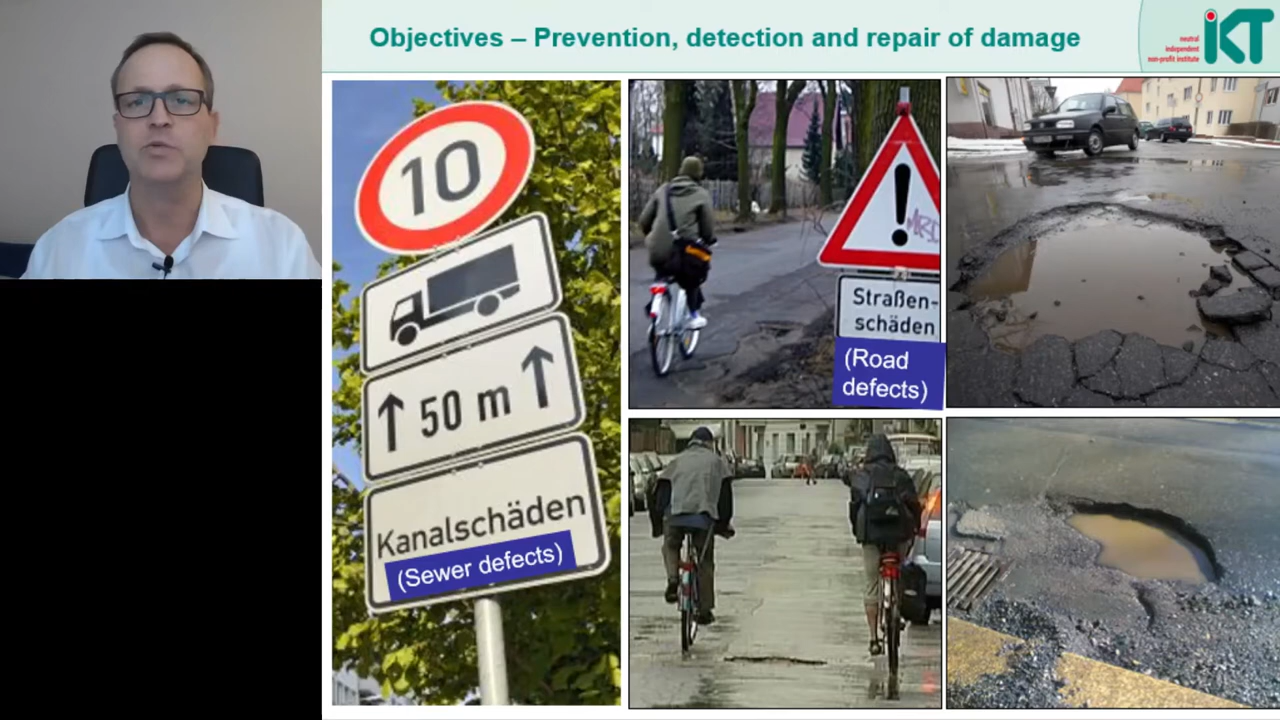 Objectives – Prevention, detection and repair of damage
neutral
independent
non-profit institute
iKT
10
50 m
Kanalschäden
(Sewer defects)
Straßen-
schäden
(Road
defects)